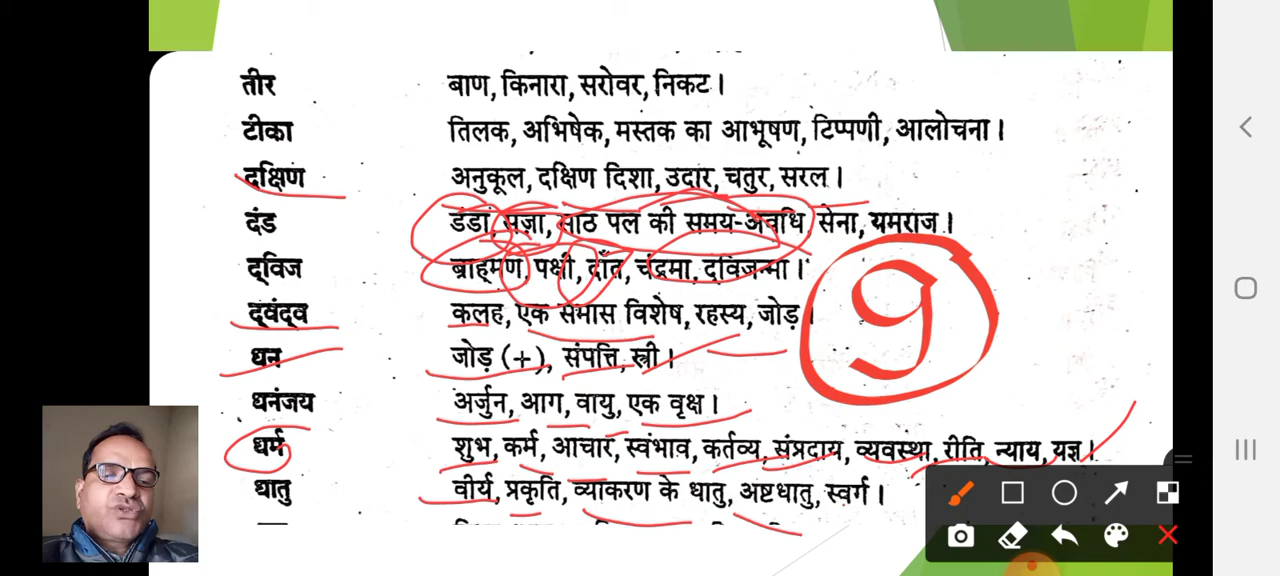 तीर बाण, किनारा, सरोवर, निकट।
टीका तिलक, अभिषेक, मस्तक का आभूषण, टिप्पणी, आलोचना।
दक्षिण अनुकूल, दक्षिण दिशा, उदार, चतुर, सरल।
दंड डंडा, सज़ा, साठ पल की समय-अवधि, सेना, यमराज।
द्विज ब्राह्मण, पक्षी, दाँत, चंद्रमा, द्विजन्मा।
द्वंद्व कलह, एक समास विशेष, रहस्य, जोड़।
धन जोड़ (+), संपत्ति, स्त्री।
धनंजय अर्जुन, आग, वायु, एक वृक्ष।
धर्म शुभ, कर्म, आचार, स्वभाव, कर्तव्य, संप्रदाय, व्यवस्था, रीति, न्याय, यज्ञ।
धातु वीर्य, प्रकृति, व्याकरण के धातु, अष्टधातु, स्वर्ग।
9